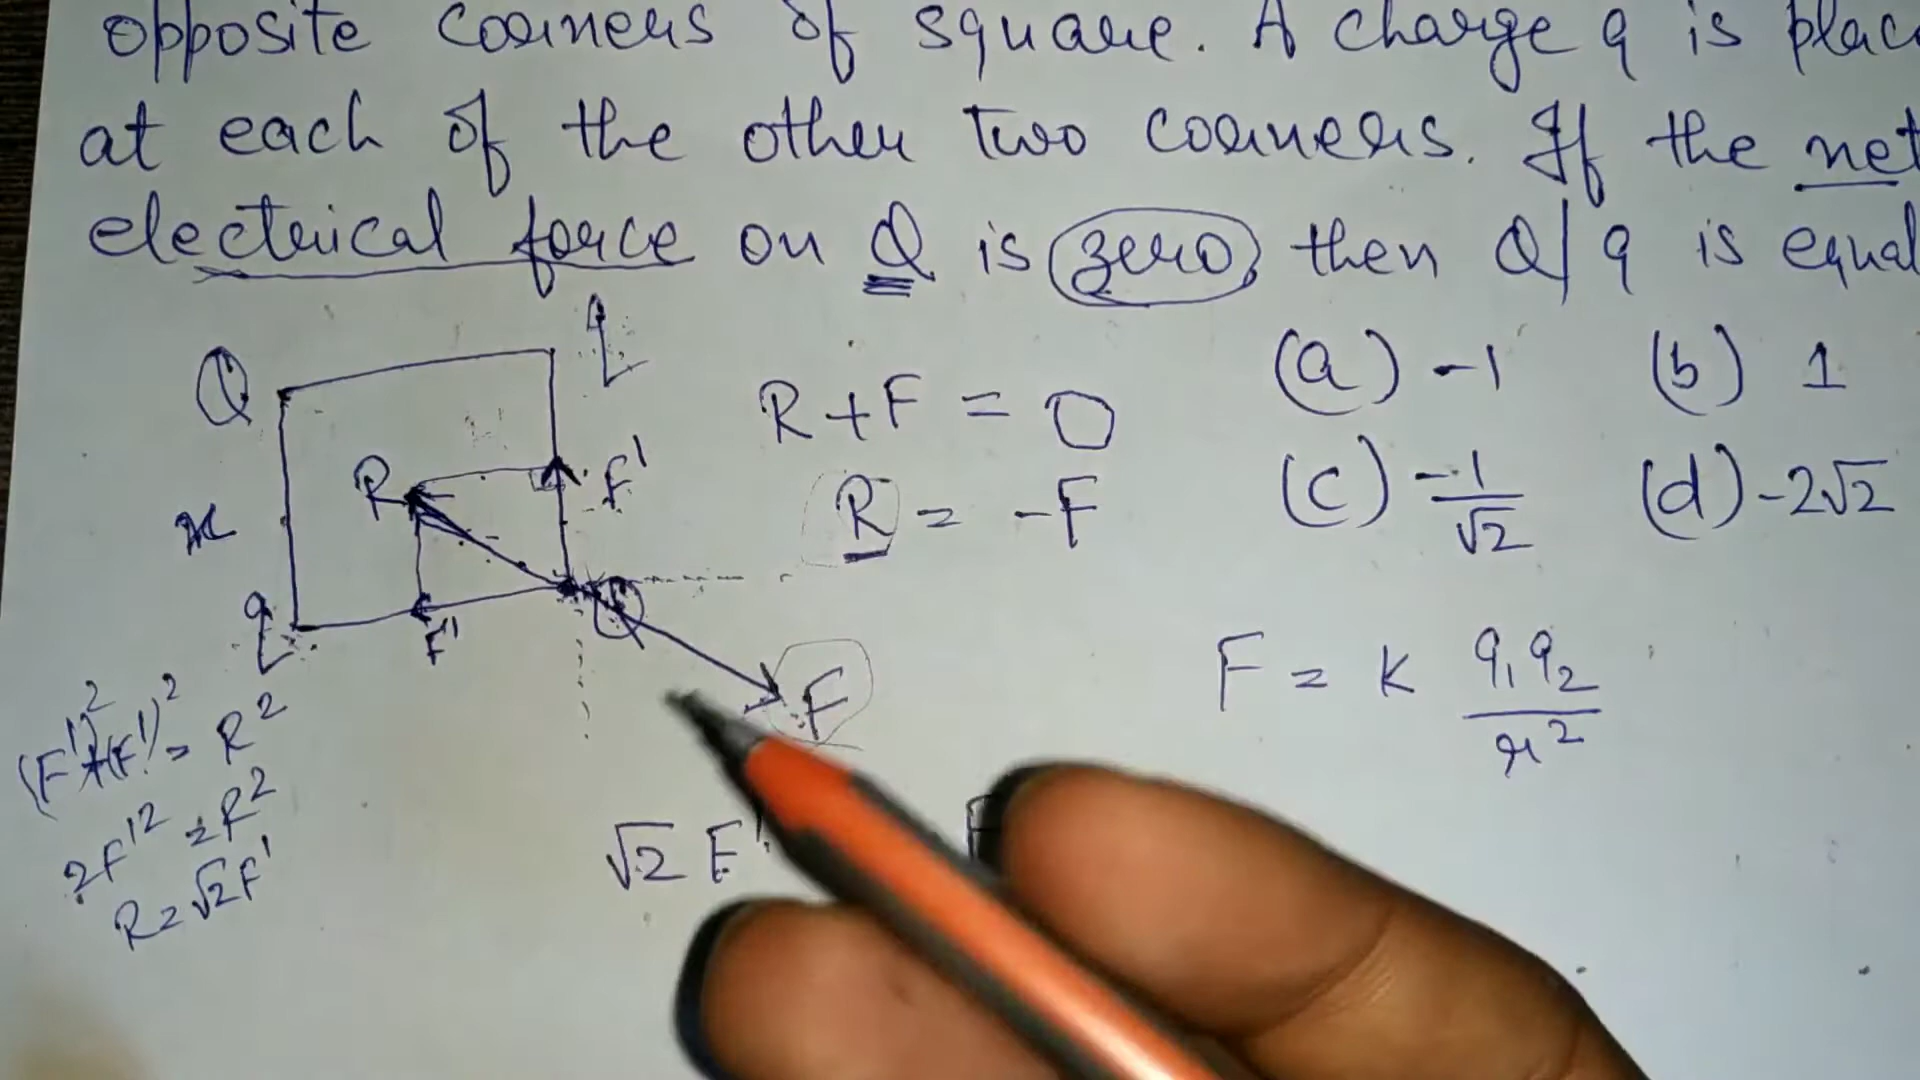 opposite corners of square. A charge q is
at each of the other two corners. If the net
electrical force on Q is zero, then Q/q is equal
Q
q
R + F = 0
(a) -1 (b) 1
R
F'
x
R = -F
(c) -1/√2 (d) -2√2
q
F'
Q
F
F = K q₁q₂/r²
(F')²+(F')² = R²
2F'² = R²
R = √2F'
√2 F'